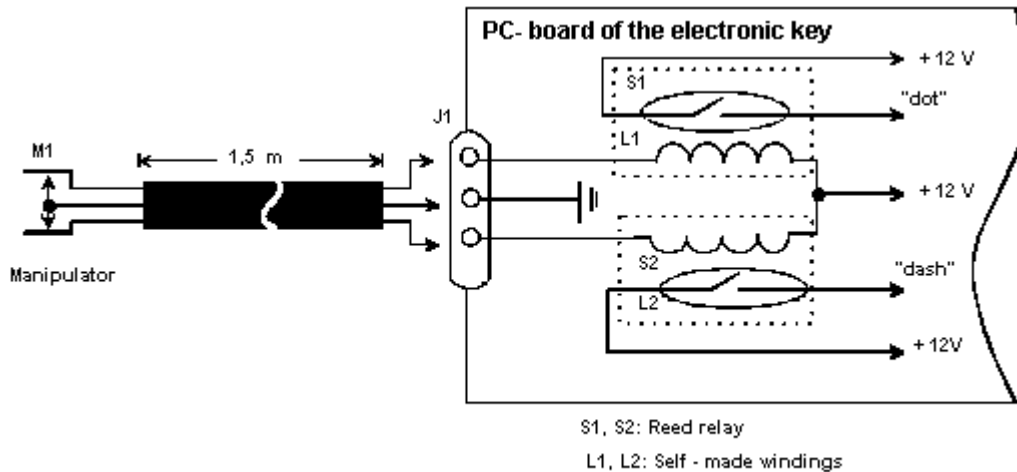 PC- board of the electronic key
+ 12 V
S1
"dot"
J1
L1
M1
1,5 m
+ 12 V
S2
"dash"
Manipulator
L2
+ 12V
S1, S2: Reed relay
L1, L2: Self - made windings